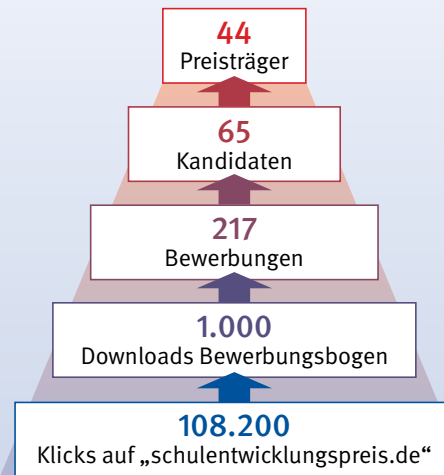 44
Preisträger
65
Kandidaten
217
Bewerbungen
1.000
Downloads Bewerbungsbogen
108.200
Klicks auf „schulentwicklungspreis.de“